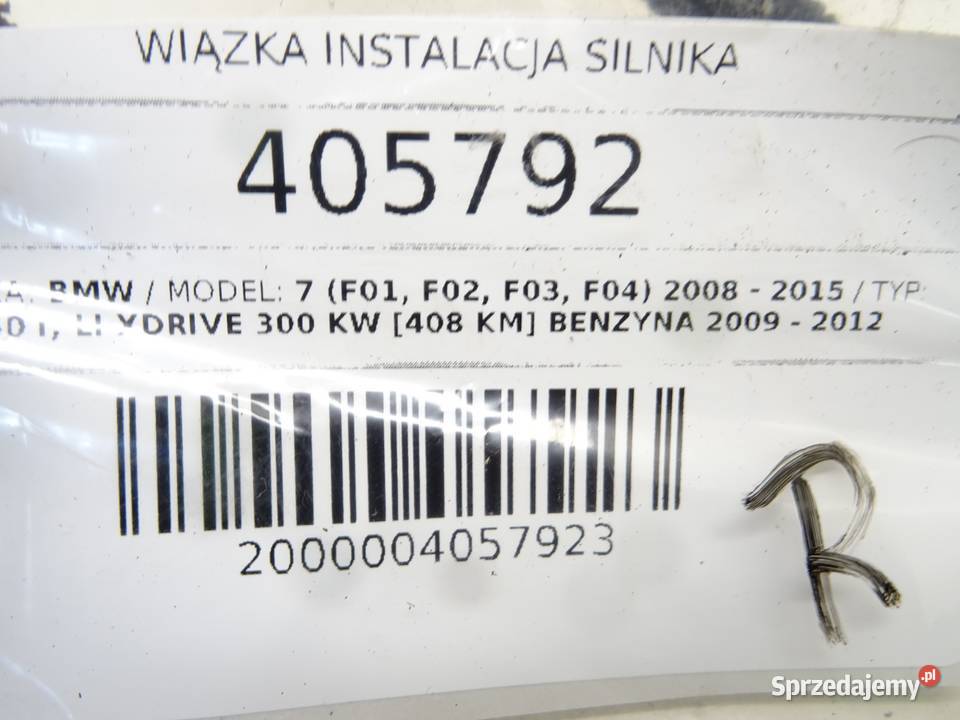 WIĄZKA INSTALACJA SILNIKA
405792
BMW / MODEL: 7 (F01, F02, F03, F04) 2008 - 2015 / TYP:
XDRIVE 300 KW [408 KM] BENZYNA 2009 - 2012
2000004057923
R
Sprzedajemy.pl